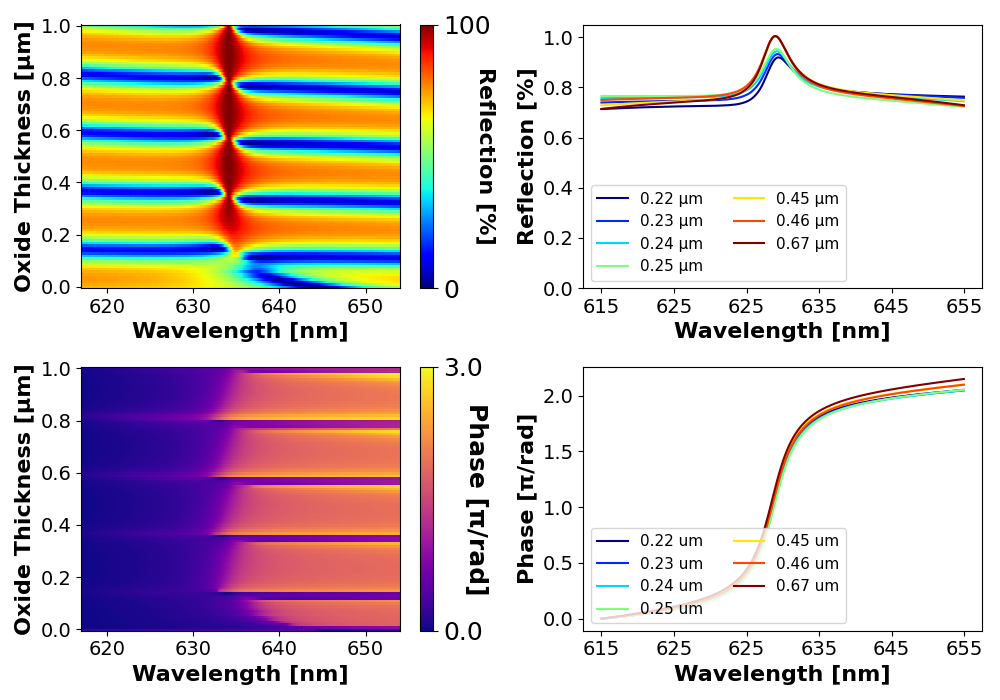 Oxide Thickness [μm]
1.0
0.8
0.6
0.4
0.2
0.0
620
630
640
650
Wavelength [nm]
100
0
Reflection [%]
Reflection [%]
1.0
0.8
0.6
0.4
0.2
0.0
0.22 μm
0.23 μm
0.24 μm
0.25 μm
0.45 μm
0.46 μm
0.67 μm
615
625
625
635
645
655
Wavelength [nm]
Oxide Thickness [μm]
1.0
0.8
0.6
0.4
0.2
0.0
620
630
640
650
Wavelength [nm]
3.0
0.0
Phase [π/rad]
Phase [π/rad]
2.0
1.5
1.0
0.5
0.0
0.22 um
0.23 um
0.24 um
0.25 um
0.45 um
0.46 um
0.67 um
615
625
625
635
645
655
Wavelength [nm]